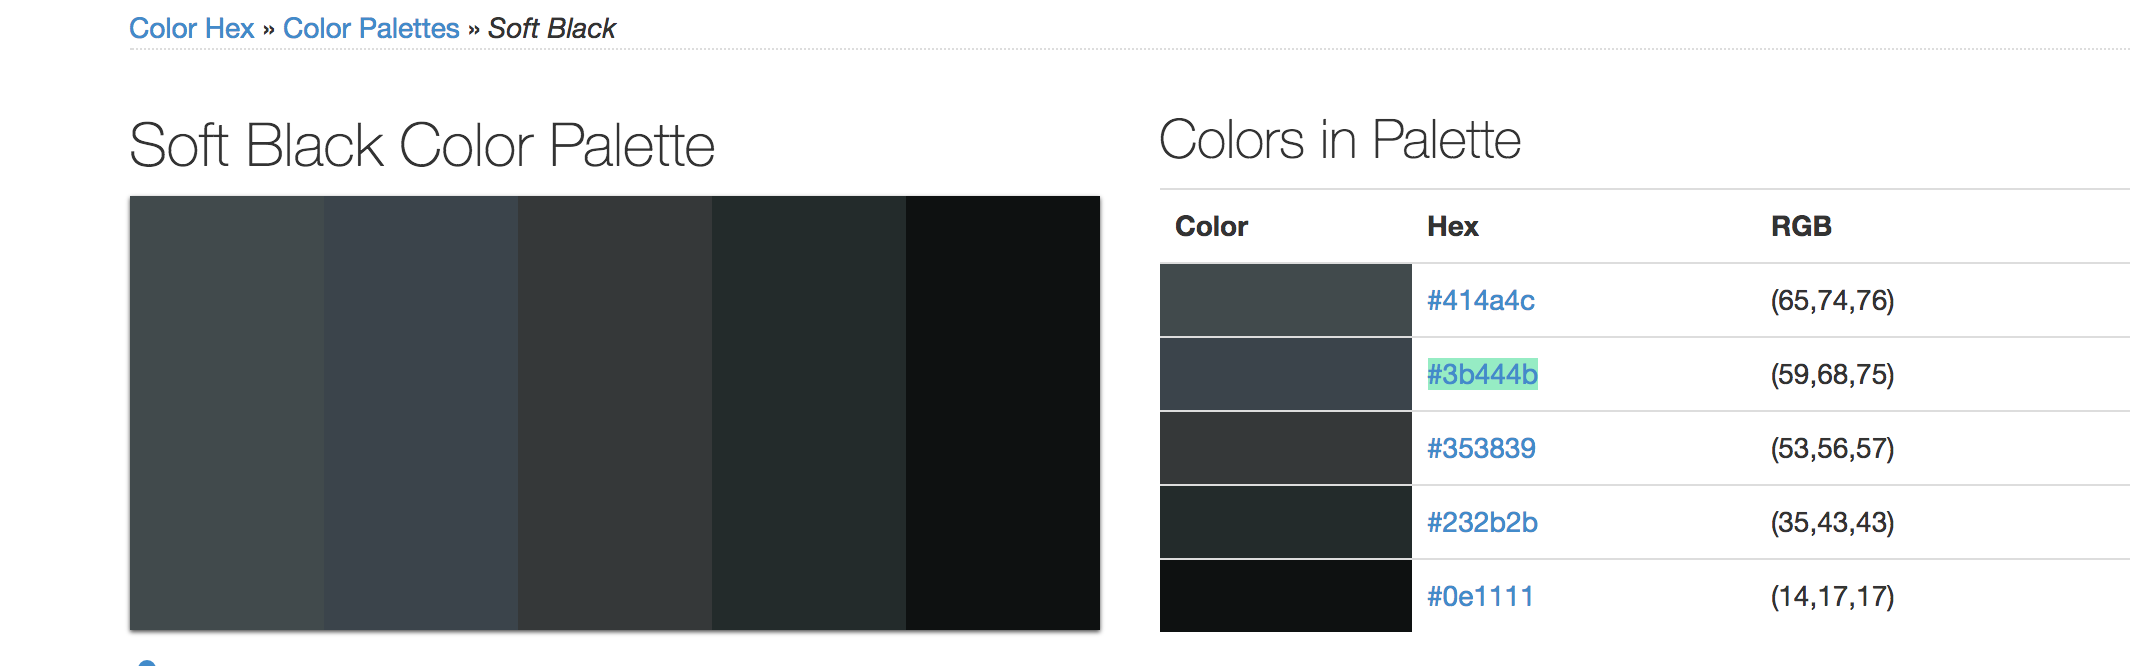 Color Hex » Color Palettes » Soft Black
Soft Black Color Palette
Colors in Palette
Color Hex RGB
#414a4c (65,74,76)
#3b444b (59,68,75)
#353839 (53,56,57)
#232b2b (35,43,43)
#0e1111 (14,17,17)